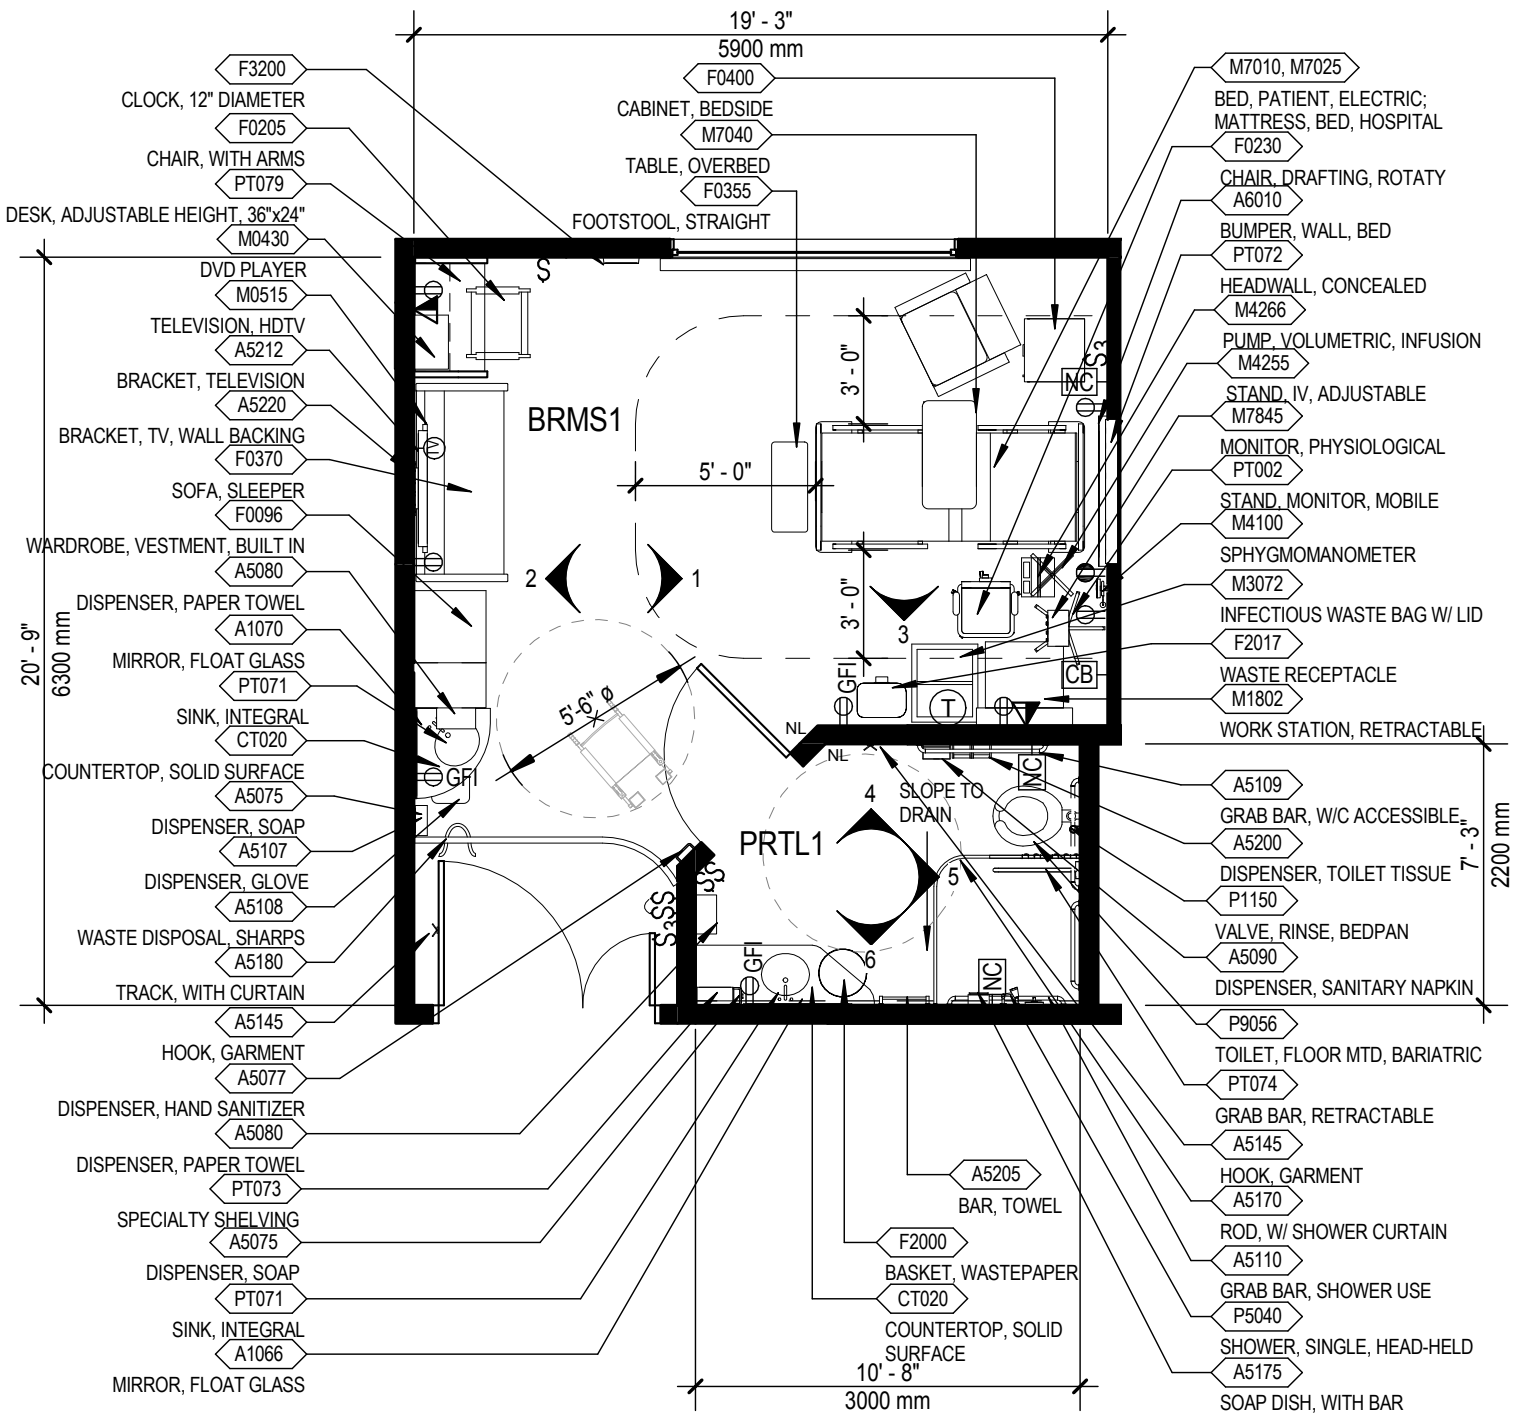 19' - 3"
5900 mm
F3200
CLOCK, 12" DIAMETER
F0205
CHAIR, WITH ARMS
PT079
DESK, ADJUSTABLE HEIGHT, 36"x24"
M0430
DVD PLAYER
M0515
TELEVISION, HDTV
A5212
BRACKET, TELEVISION
A5220
BRACKET, TV, WALL BACKING
F0370
SOFA, SLEEPER
F0096
WARDROBE, VESTMENT, BUILT IN
A5080
DISPENSER, PAPER TOWEL
A1070
MIRROR, FLOAT GLASS
PT071
SINK, INTEGRAL
CT020
COUNTERTOP, SOLID SURFACE
A5075
DISPENSER, SOAP
A5107
DISPENSER, GLOVE
A5108
WASTE DISPOSAL, SHARPS
A5180
TRACK, WITH CURTAIN
A5145
HOOK, GARMENT
A5077
DISPENSER, HAND SANITIZER
A5080
DISPENSER, PAPER TOWEL
PT073
SPECIALTY SHELVING
A5075
DISPENSER, SOAP
PT071
SINK, INTEGRAL
A1066
MIRROR, FLOAT GLASS
20' - 9"
6300 mm
F0400
CABINET, BEDSIDE
M7040
TABLE, OVERBED
F0355
FOOTSTOOL, STRAIGHT
S
BRMS1
3' - 0"
5' - 0"
3' - 0"
S3
NC
TV
2
1
3
5'-6" ø
GFI
T
CB
NL
NL
GFI
SLOPE TO
DRAIN
NC
PRTL1
4
5
6
SS
S3SS
GFI
NC
M7010, M7025
BED, PATIENT, ELECTRIC;
MATTRESS, BED, HOSPITAL
F0230
CHAIR, DRAFTING, ROTATY
A6010
BUMPER, WALL, BED
PT072
HEADWALL, CONCEALED
M4266
PUMP, VOLUMETRIC, INFUSION
M4255
STAND, IV, ADJUSTABLE
M7845
MONITOR, PHYSIOLOGICAL
PT002
STAND, MONITOR, MOBILE
M4100
SPHYGMOMANOMETER
M3072
INFECTIOUS WASTE BAG W/ LID
F2017
WASTE RECEPTACLE
M1802
WORK STATION, RETRACTABLE
A5109
GRAB BAR, W/C ACCESSIBLE
A5200
DISPENSER, TOILET TISSUE
P1150
VALVE, RINSE, BEDPAN
A5090
DISPENSER, SANITARY NAPKIN
P9056
TOILET, FLOOR MTD, BARIATRIC
PT074
GRAB BAR, RETRACTABLE
A5145
HOOK, GARMENT
A5170
ROD, W/ SHOWER CURTAIN
A5110
GRAB BAR, SHOWER USE
P5040
SHOWER, SINGLE, HEAD-HELD
A5175
SOAP DISH, WITH BAR
7' - 3"
2200 mm
A5205
BAR, TOWEL
F2000
BASKET, WASTEPAPER
CT020
COUNTERTOP, SOLID
SURFACE
10' - 8"
3000 mm